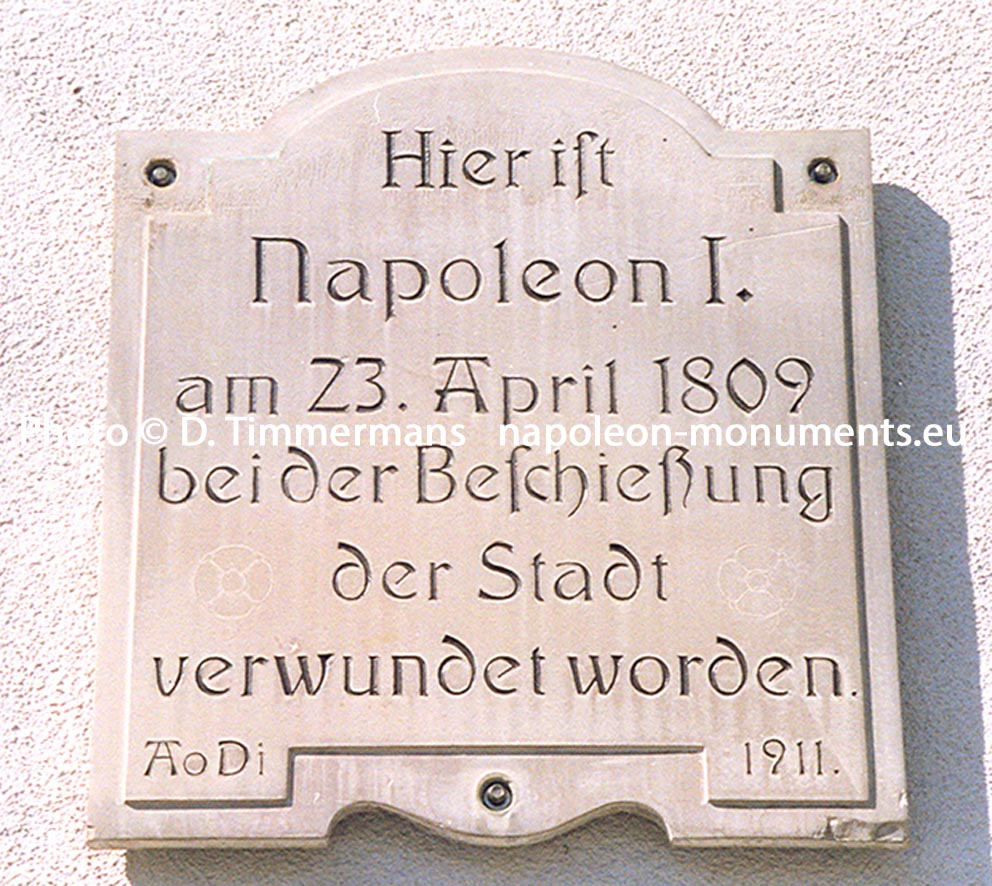 Hier iſt
Napoleon I.
am 23. April 1809
Photo © D. Timmermans napoleon-monuments.eu
bei der Beſchießung
der Stadt
verwundet worden.
AoDi 1911.